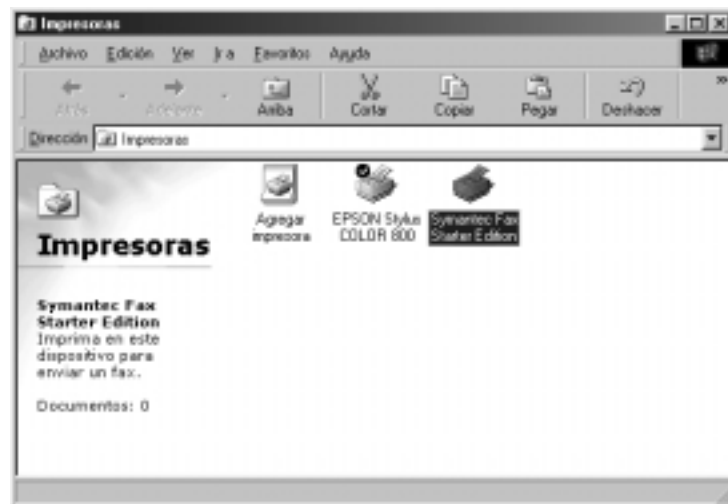 Impresoras
Archivo Edición Ver Ir a Favoritos Ayuda
Atrás Adelante Arriba Cortar Copiar Pegar Deshacer »
Dirección Impresoras
Impresoras
Agregar impresora
EPSON Stylus COLOR 800
Symantec Fax Starter Edition
Symantec Fax
Starter Edition
Imprima en este
dispositivo para
enviar un fax.
Documentos: 0